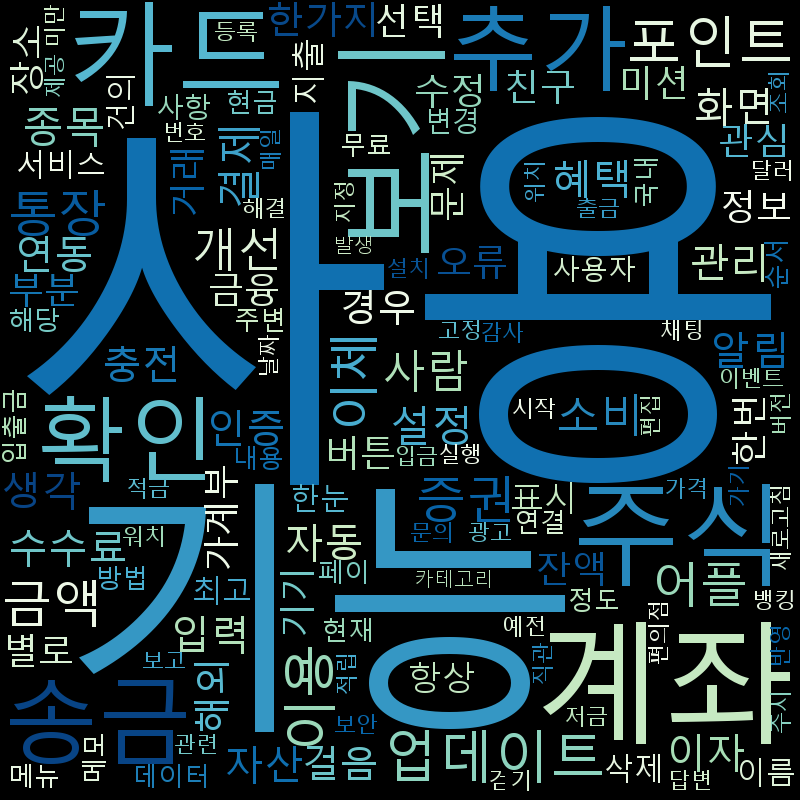 카드
등록
한가지
선택
추가
포인트
장소
제공
미만
건의
종목
사항
현금
번호
지출
보기
수정
변경
친구
미션
화면
조회
서비스
거래
결제
매일
무료
문제
위치
혜택
국내
관심
달러
통장
사용
해결
지정
출금
정보
연동
개선
발생
설치
오류
사용자
관리
순서
부분
금융
주변
해당
경우
고정
감사
채팅
알림
충전
날짜
이체
사람
이벤트
입출금
확인
인증
설정
시작
소비
편집
한번
버전
내용
버튼
입금
실행
생각
적금
가계부
한눈
증권
표시
주식
가격
가기
새로고침
수수료
위치
자동
문의
광고
연결
방법
기능
기기
페이
카테고리
잔액
어플
뱅킹
금액
최고
정도
별로
입력
현재
예전
편의점
보고
이용
적립
항상
직관
계좌
주시
반영
송금
해외
보안
저금
관련
업데이트
이자
메뉴
메모
데이터
자산
걸음
걷기
삭제
답변
이름